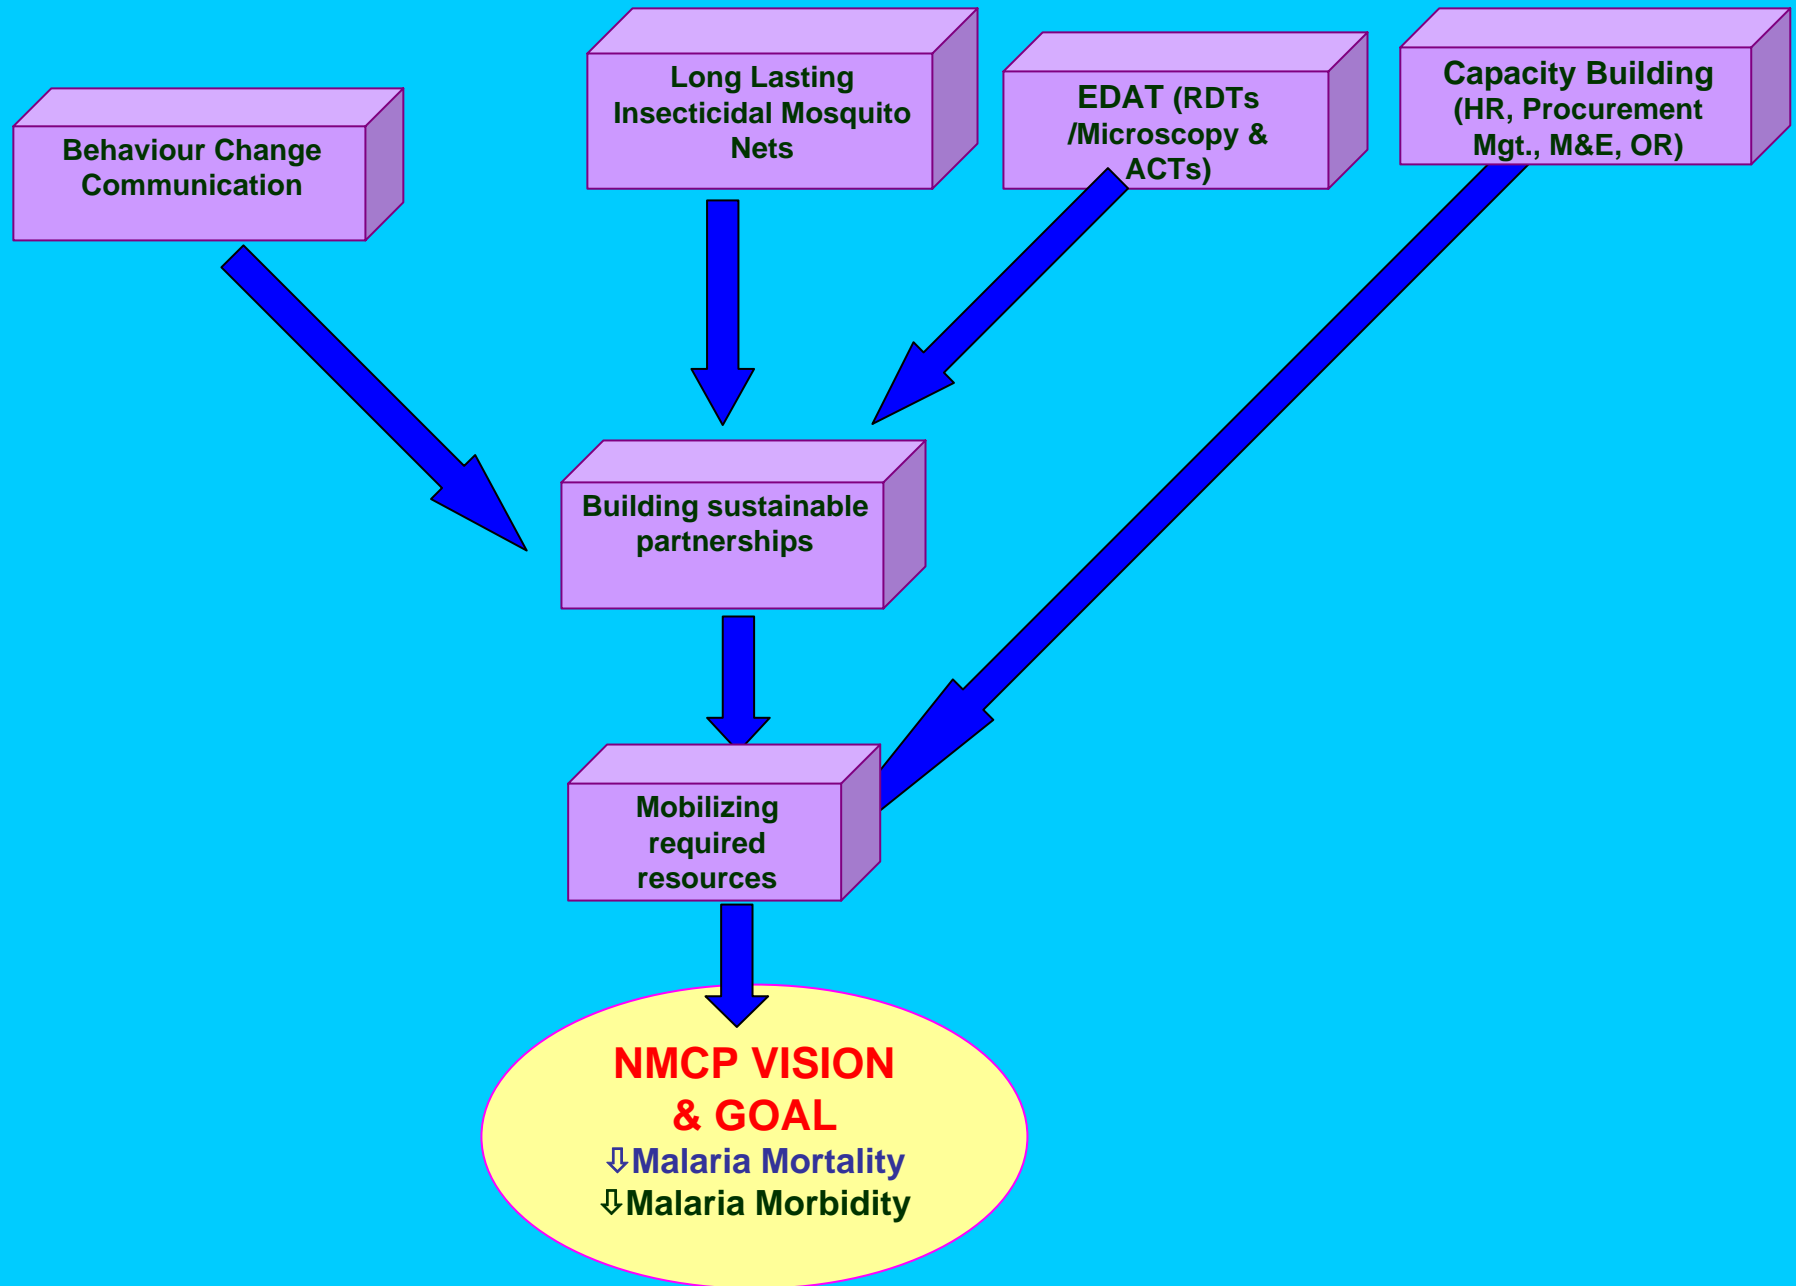 Behaviour Change
Communication
Long Lasting
Insecticidal Mosquito
Nets
EDAT (RDTs
/Microscopy &
ACTs)
Capacity Building
(HR, Procurement
Mgt., M&E, OR)
Building sustainable
partnerships
Mobilizing
required
resources
NMCP VISION
& GOAL
⇩Malaria Mortality
⇩Malaria Morbidity